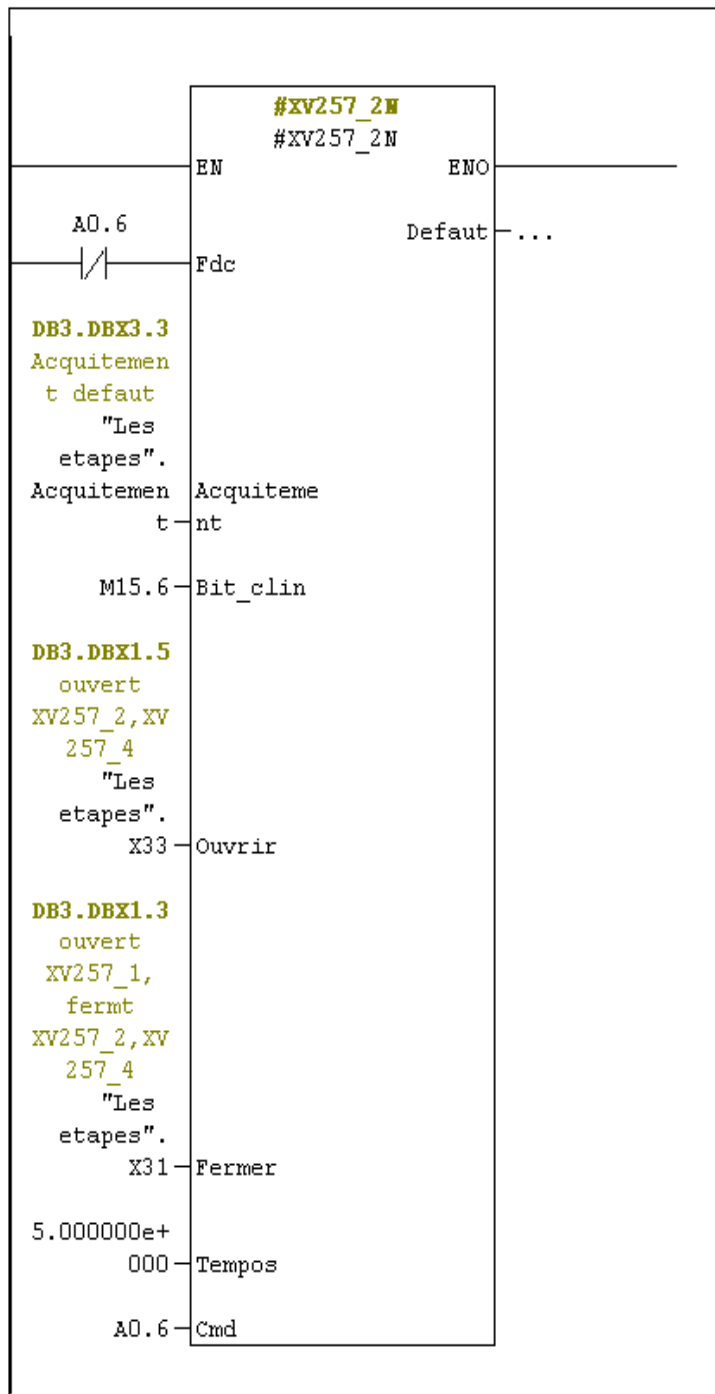 #XV257_2N
#XV257_2N
EN ENO
A0.6
Defaut ...
Fdc
DB3.DBX3.3
Acquitemen
t defaut
"Les
etapes".
Acquitemen Acquiteme
t nt
M15.6 Bit_clin
DB3.DBX1.5
ouvert
XV257_2,XV
257_4
"Les
etapes".
X33 Ouvrir
DB3.DBX1.3
ouvert
XV257_1,
fermt
XV257_2,XV
257_4
"Les
etapes".
X31 Fermer
5.000000e+
000 Tempos
A0.6 Cmd